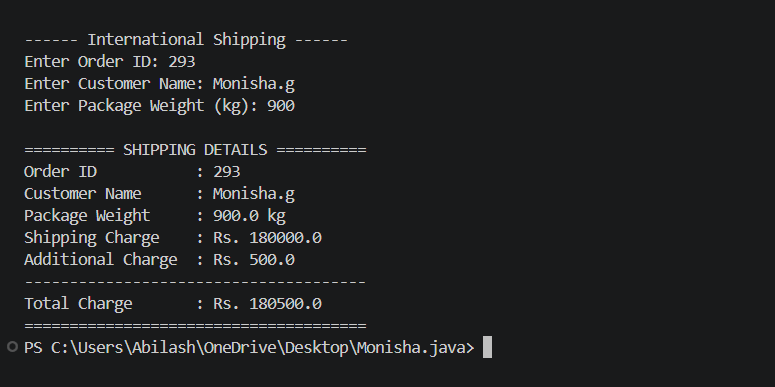 ------ International Shipping ------
Enter Order ID: 293
Enter Customer Name: Monisha.g
Enter Package Weight (kg): 900
========== SHIPPING DETAILS ==========
Order ID           : 293
Customer Name      : Monisha.g
Package Weight     : 900.0 kg
Shipping Charge    : Rs. 180000.0
Additional Charge  : Rs. 500.0
--------------------------------------
Total Charge       : Rs. 180500.0
======================================
PS C:\Users\Abilash\OneDrive\Desktop\Monisha.java>